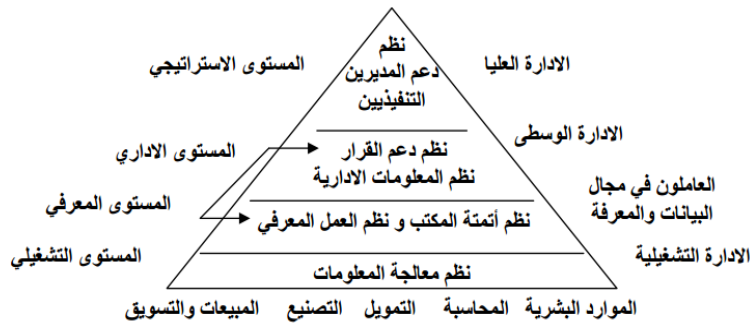 نظم
دعم المديرين
التنفيذيين
المستوى الاستراتيجي
الادارة العليا
الادارة الوسطى
نظم دعم القرار
نظم المعلومات الادارية
المستوى الاداري
العاملون في مجال
البيانات والمعرفة
المستوى المعرفي
نظم أتمتة المكتب و نظم العمل المعرفي
الادارة التشغيلية
المستوى التشغيلي
نظم معالجة المعلومات
الموارد البشرية المحاسبة التمويل التصنيع المبيعات والتسويق